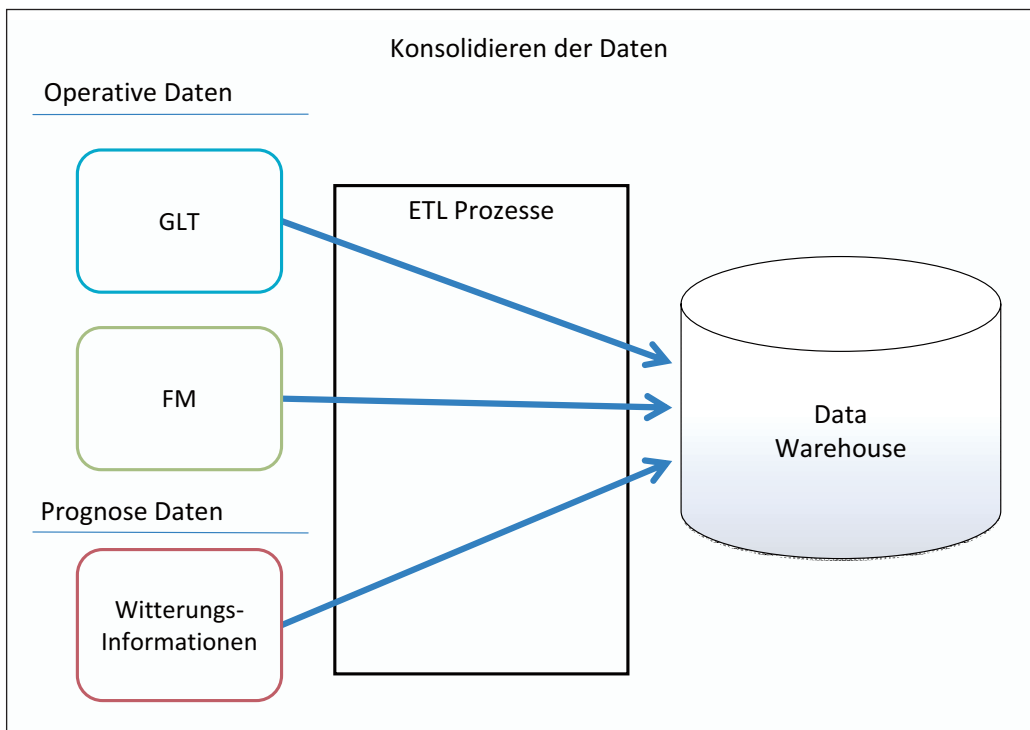 Konsolidieren der Daten
Operative Daten
GLT
ETL Prozesse
FM
Data
Warehouse
Prognose Daten
Witterungs-
Informationen